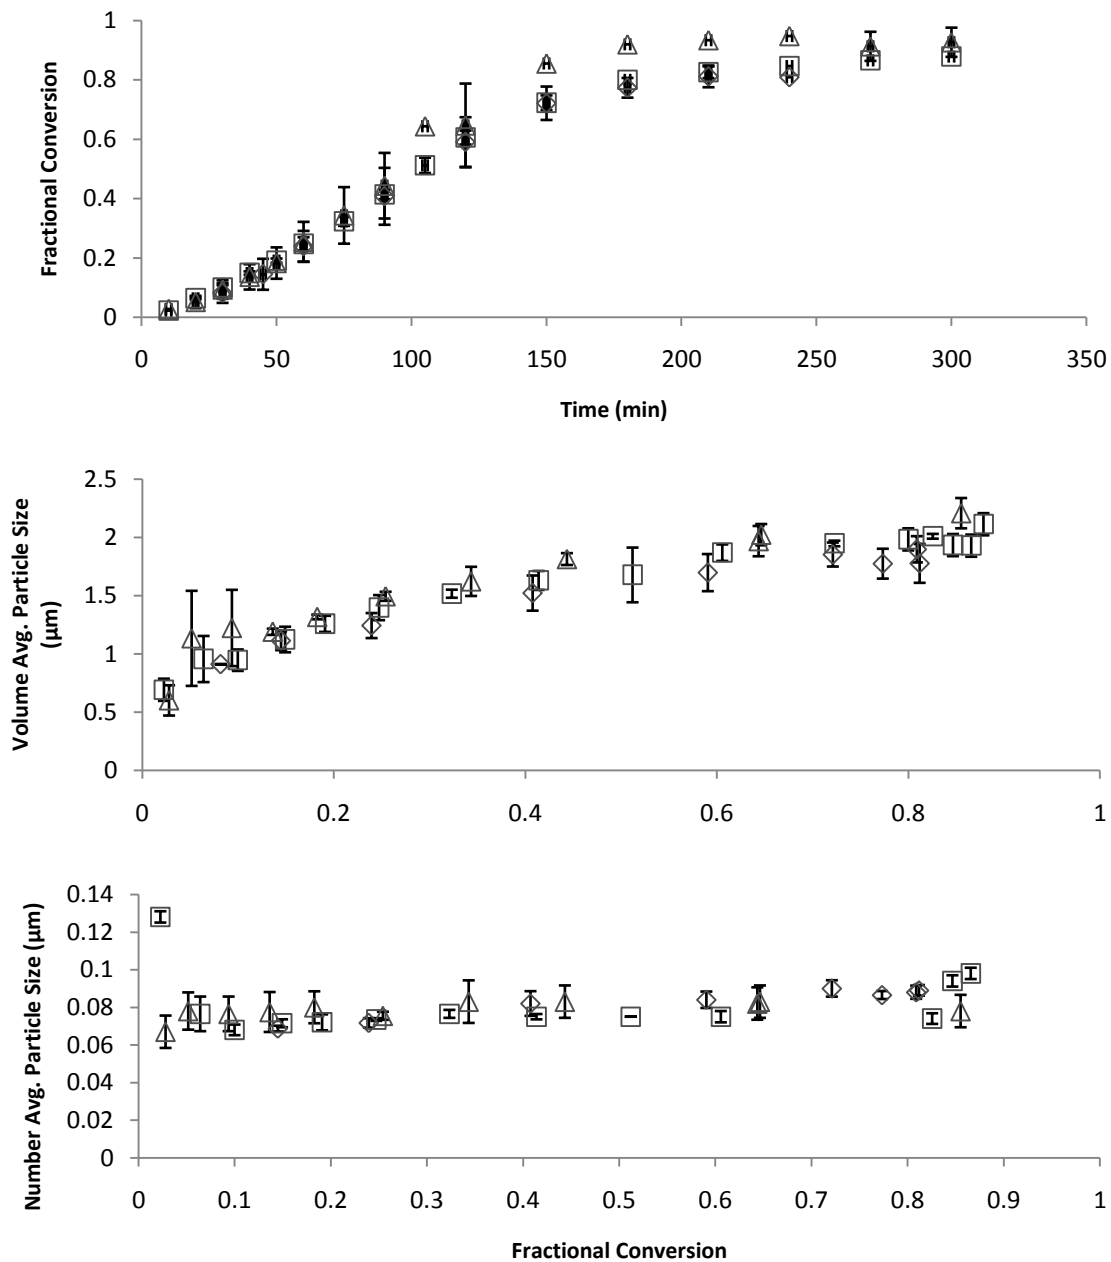 1
0.8
0.6
0.4
0.2
0
Fractional Conversion
0 50 100 150 200 250 300 350
Time (min)
2.5
2
1.5
1
0.5
0
Volume Avg. Particle Size
(µm)
0 0.2 0.4 0.6 0.8 1
0.14
0.12
0.1
0.08
0.06
0.04
0.02
0
Number Avg. Particle Size (µm)
0 0.1 0.2 0.3 0.4 0.5 0.6 0.7 0.8 0.9 1
Fractional Conversion